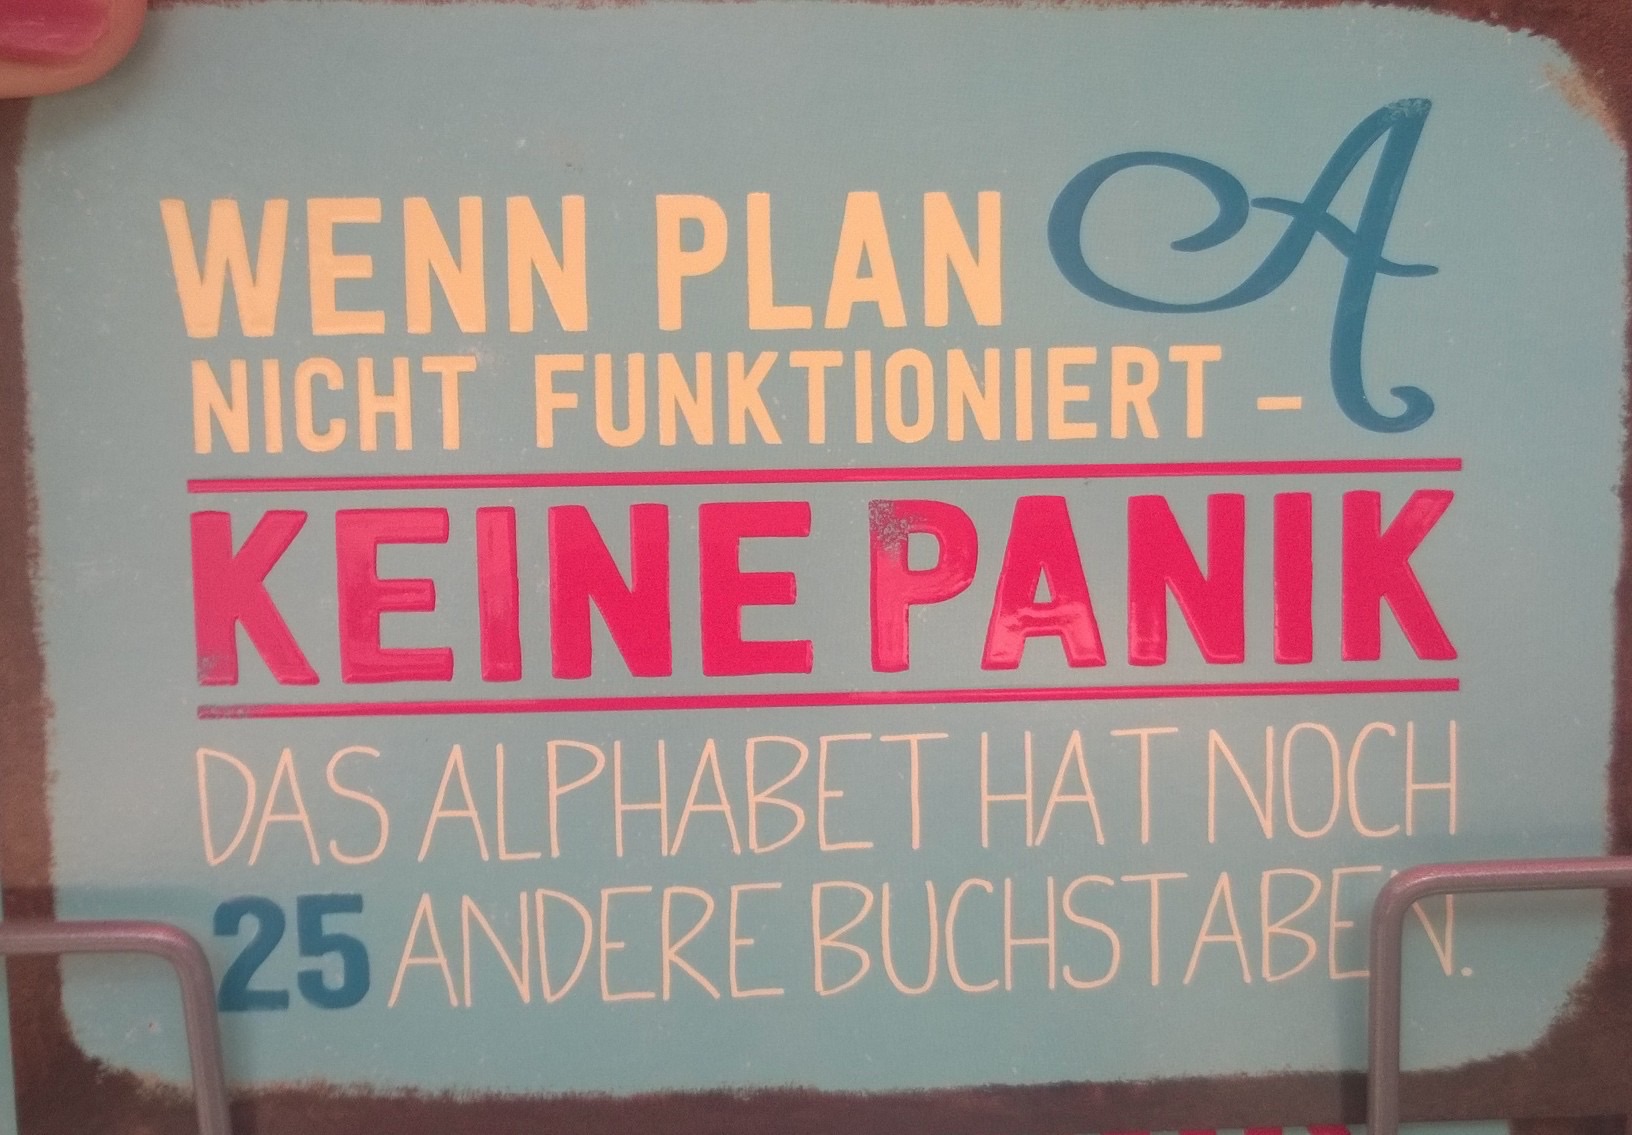 WENN PLAN A
NICHT FUNKTIONIERT –
KEINE PANIK
DAS ALPHABET HAT NOCH
25 ANDERE BUCHSTABEN.